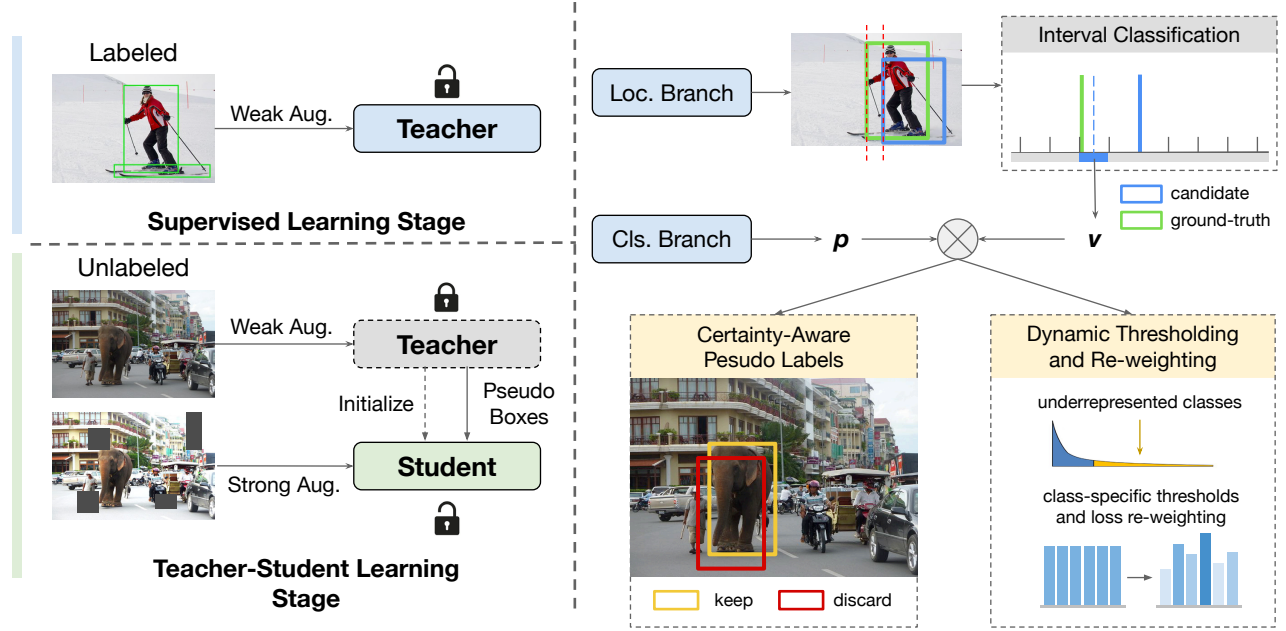 Labeled
Weak Aug.
Teacher
Supervised Learning Stage
Unlabeled
Weak Aug.
Teacher
Initialize
Pseudo
Boxes
Strong Aug.
Student
Teacher-Student Learning
Stage
Loc. Branch
Interval Classification
candidate
ground-truth
Cls. Branch
p
v
Certainty-Aware
Pesudo Labels
keep
discard
Dynamic Thresholding
and Re-weighting
underrepresented classes
class-specific thresholds
and loss re-weighting